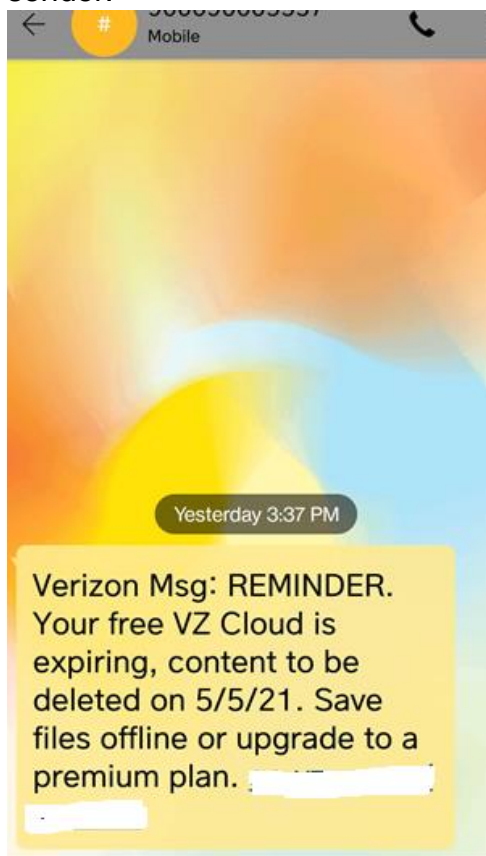 #
Mobile
Yesterday 3:37 PM
Verizon Msg: REMINDER.
Your free VZ Cloud is
expiring, content to be
deleted on 5/5/21. Save
files offline or upgrade to a
premium plan.